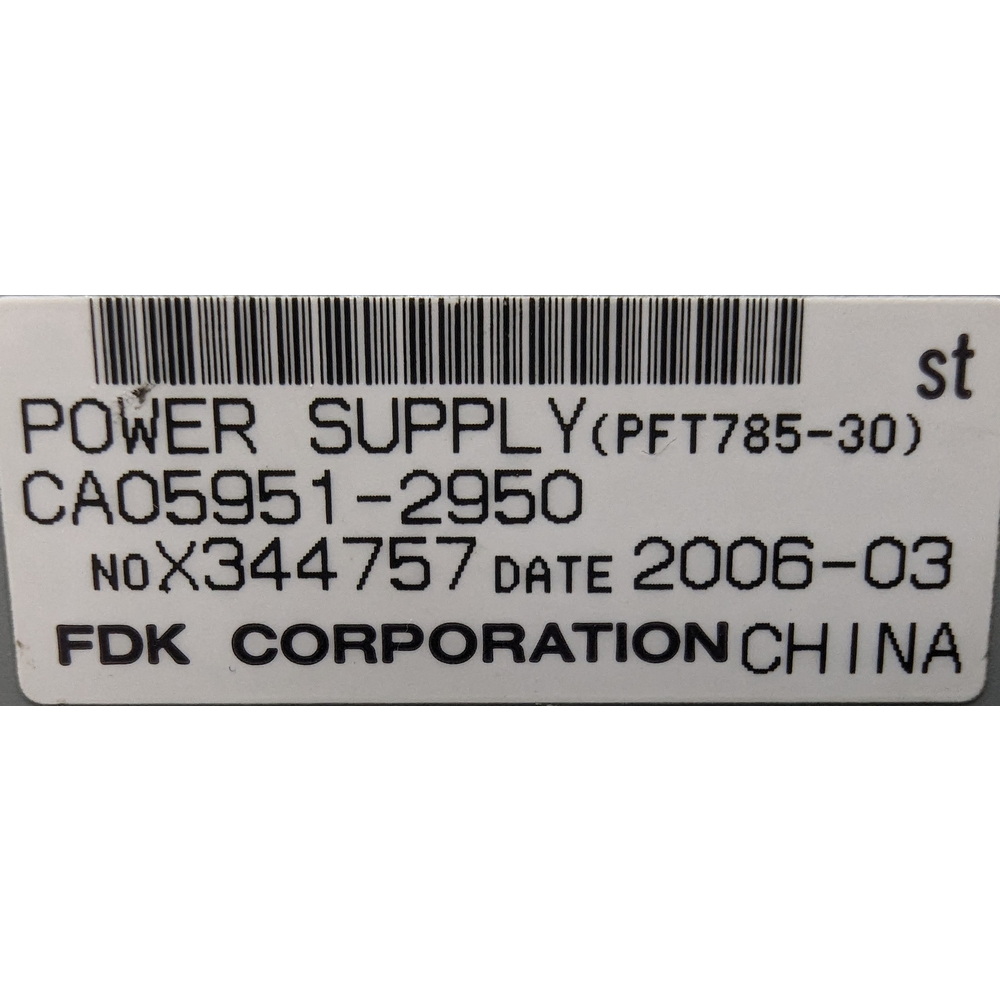 st
POWER SUPPLY(PFT785-30)
CA05951-2950
NOX344757 DATE 2006-03
FDK CORPORATION CHINA